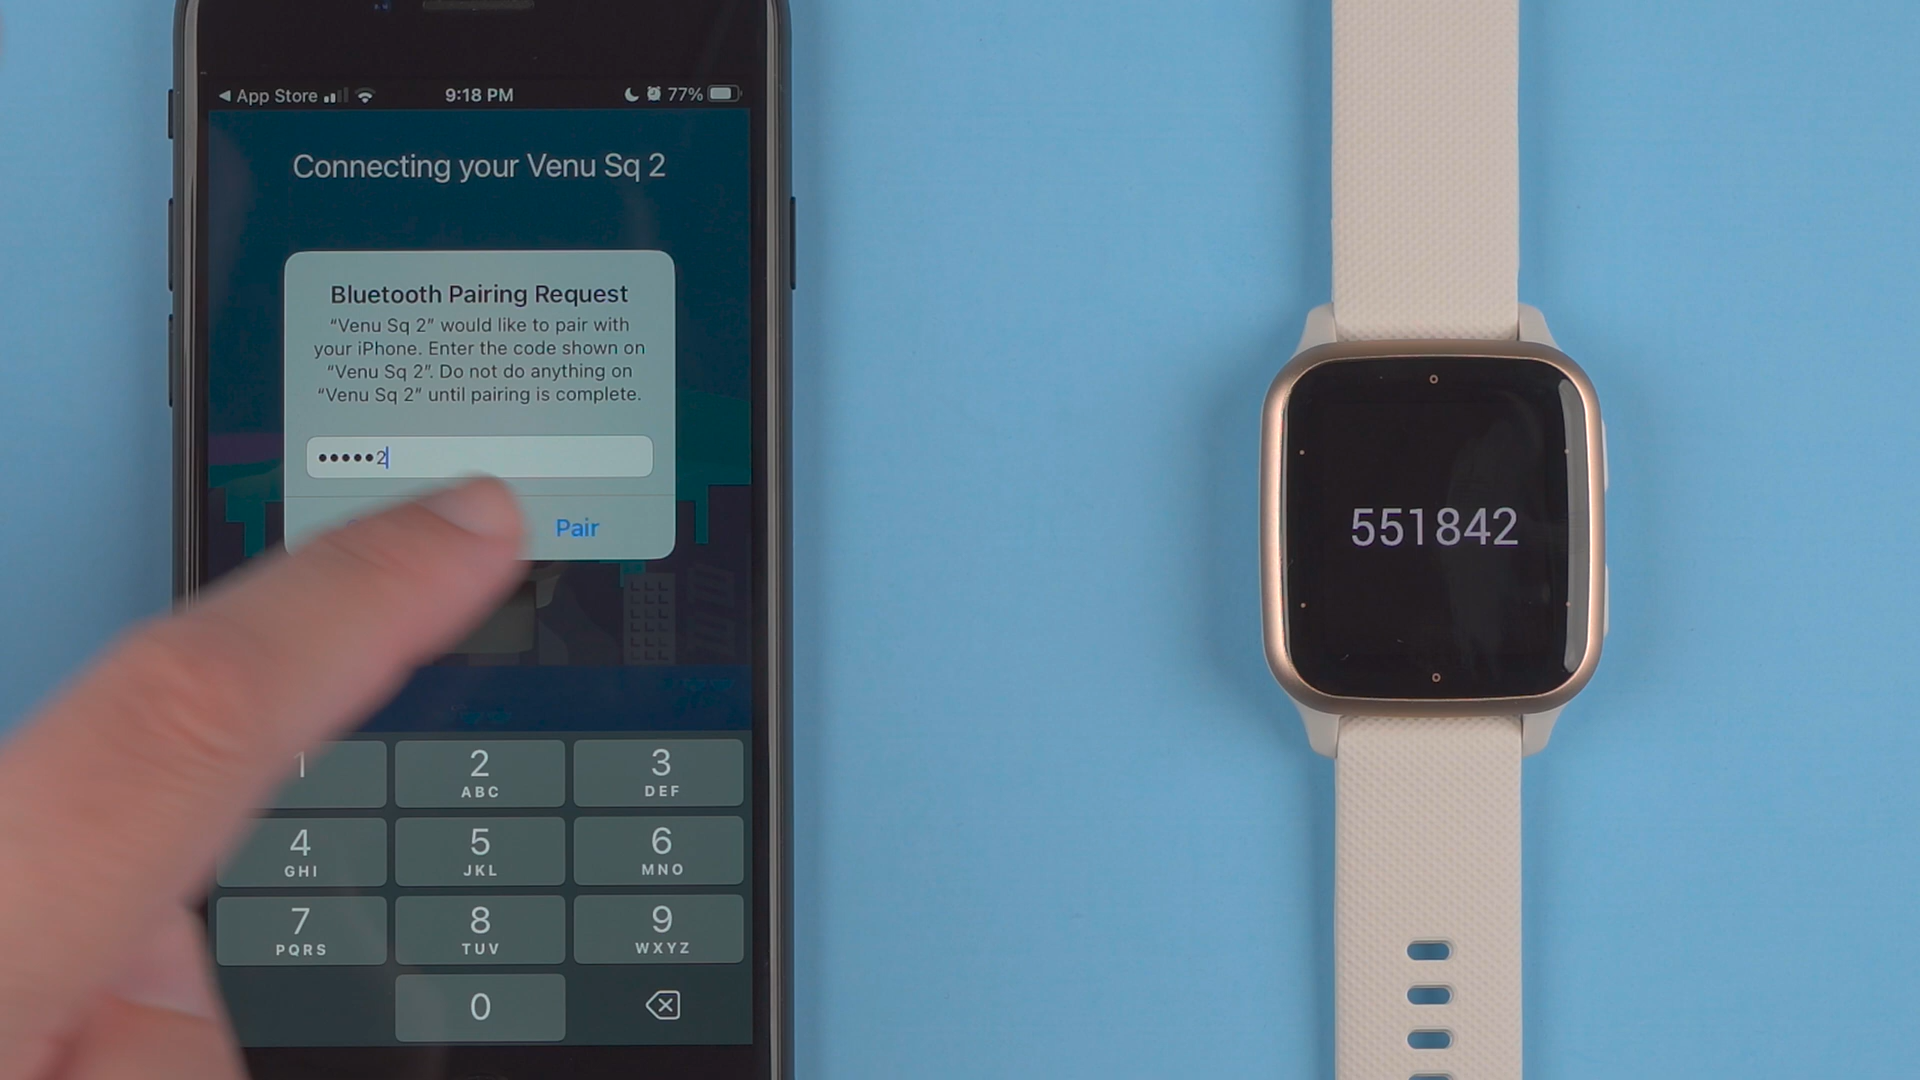 ◀ App Store
9:18 PM
77%
Connecting your Venu Sq 2
Bluetooth Pairing Request
“Venu Sq 2” would like to pair with
your iPhone. Enter the code shown on
“Venu Sq 2”. Do not do anything on
“Venu Sq 2” until pairing is complete.
•••••2
Pair
1
2
ABC
3
DEF
4
GHI
5
JKL
6
MNO
7
PQRS
8
TUV
9
WXYZ
0
551842